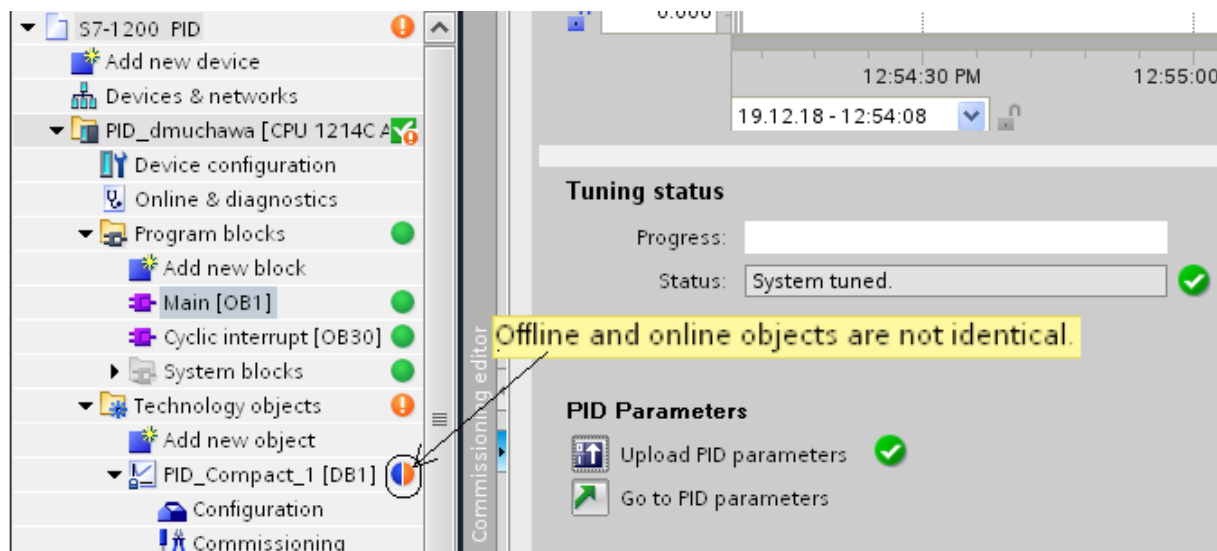 S7-1200 PID
Add new device
Devices & networks
PID_dmuchawa [CPU 1214C A
Device configuration
Online & diagnostics
Program blocks
Add new block
Main [OB1]
Cyclic interrupt [OB30]
System blocks
Technology objects
Add new object
PID_Compact_1 [DB1]
Configuration
Commissioning
Commissioning editor
0.000
12:54:30 PM
12:55:00
19.12.18 - 12:54:08
Tuning status
Progress:
Status:
System tuned.
Offline and online objects are not identical.
PID Parameters
Upload PID parameters
Go to PID parameters